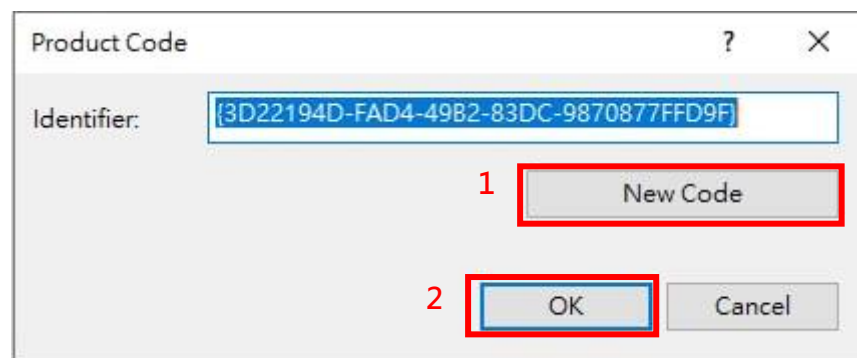 Product Code
Identifier: {3D22194D-FAD4-49B2-83DC-9870877FFD9F}
1 New Code
2 OK Cancel